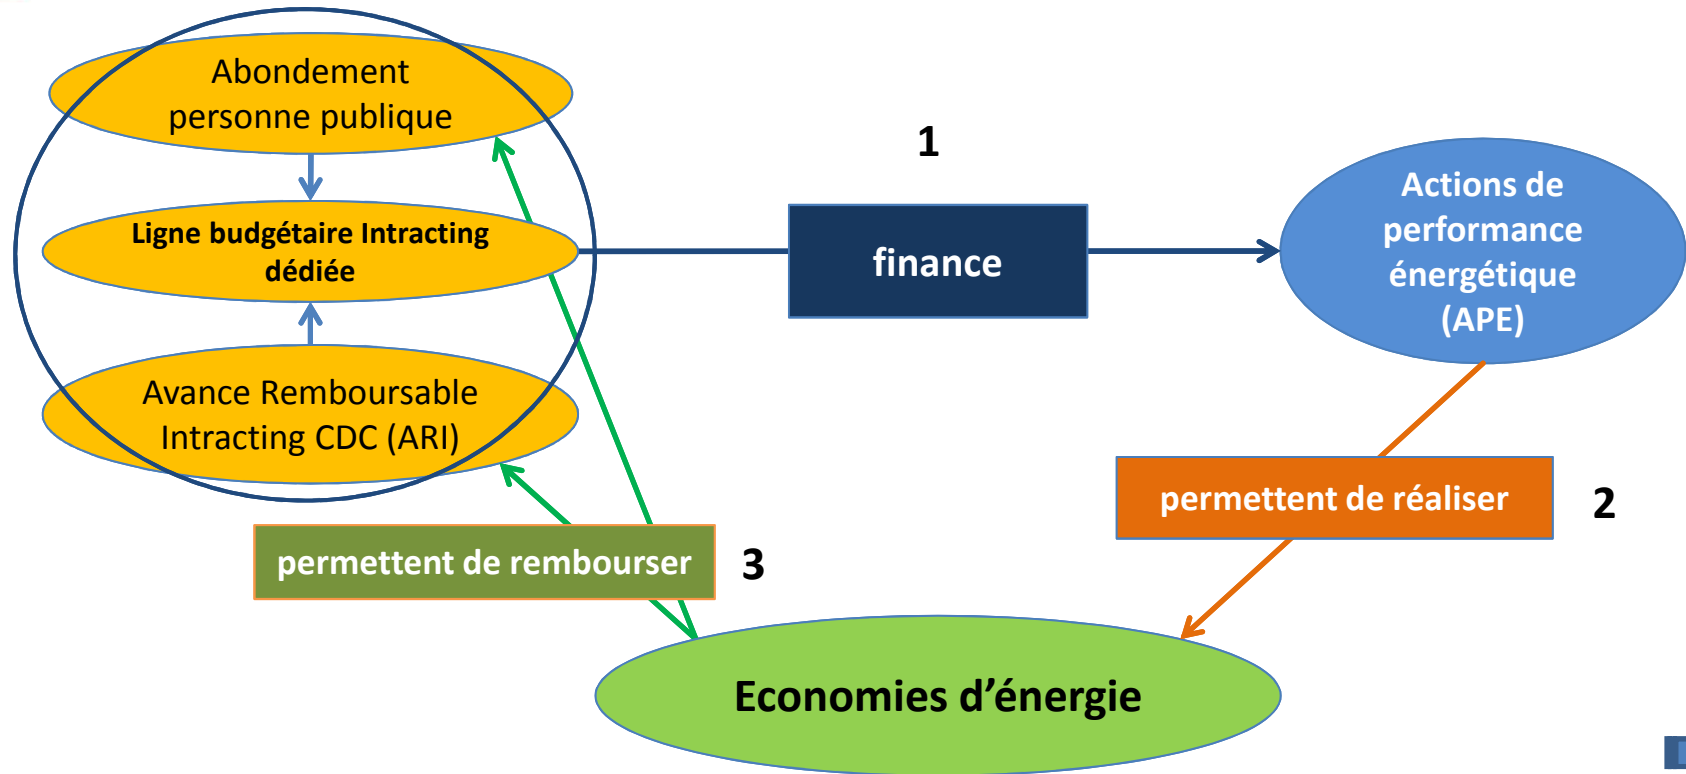 Abondement
personne publique
Ligne budgétaire Intracting
dédiée
Avance Remboursable
Intracting CDC (ARI)
1
finance
Actions de
performance
énergétique
(APE)
permettent de réaliser
2
permettent de rembourser
3
Economies d’énergie